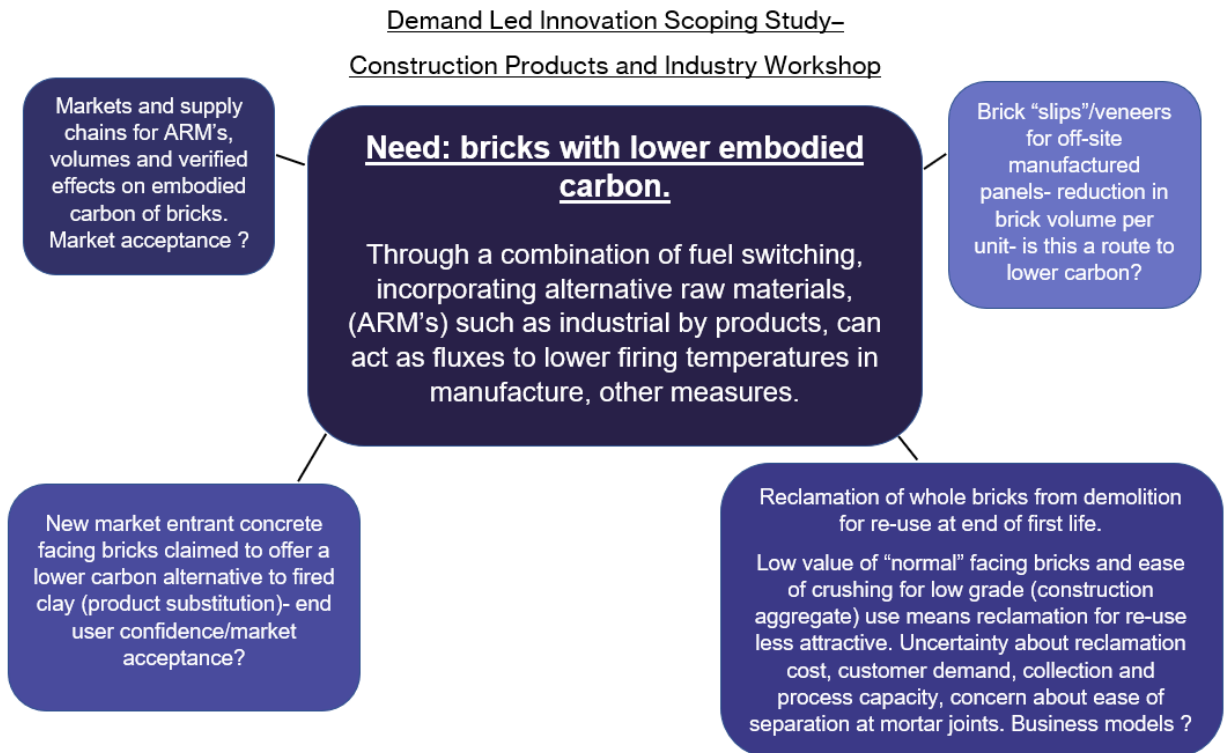 Demand Led Innovation Scoping Study–
Construction Products and Industry Workshop
Markets and supply
chains for ARM's,
volumes and verified
effects on embodied
carbon of bricks.
Market acceptance ?
Need: bricks with lower embodied
carbon.
Through a combination of fuel switching,
incorporating alternative raw materials,
(ARM's) such as industrial by products, can
act as fluxes to lower firing temperatures in
manufacture, other measures.
Brick “slips”/veneers
for off-site
manufactured
panels- reduction in
brick volume per
unit- is this a route to
lower carbon?
New market entrant concrete
facing bricks claimed to offer a
lower carbon alternative to fired
clay (product substitution)- end
user confidence/market
acceptance?
Reclamation of whole bricks from demolition
for re-use at end of first life.
Low value of “normal” facing bricks and ease
of crushing for low grade (construction
aggregate) use means reclamation for re-use
less attractive. Uncertainty about reclamation
cost, customer demand, collection and
process capacity, concern about ease of
separation at mortar joints. Business models ?